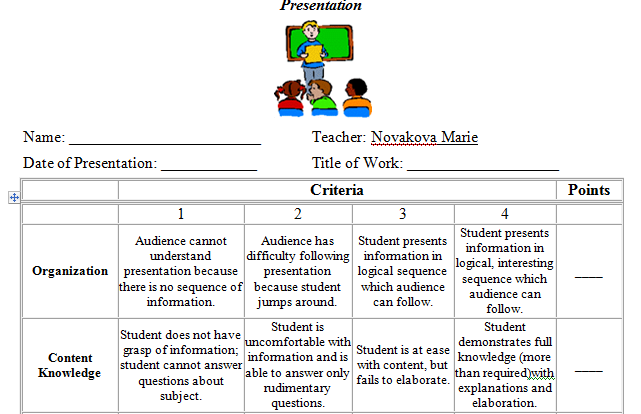 Presentation
Name: ___________________________ Teacher: Novakova Marie
Date of Presentation: ______________ Title of Work: ______________________
Criteria Points
1 2 3 4
Organization
Audience cannot
understand
presentation because
there is no sequence of
information.
Audience has
difficulty following
presentation
because student
jumps around.
Student presents
information in
logical sequence
which audience
can follow.
Student presents
information in
logical, interesting
sequence which
audience can
follow.
____
Content
Knowledge
Student does not have
grasp of information;
student cannot answer
questions about
subject.
Student is
uncomfortable with
information and is
able to answer only
rudimentary
questions.
Student is at ease
with content, but
fails to elaborate.
Student
demonstrates full
knowledge (more
than required)with
explanations and
elaboration.
____